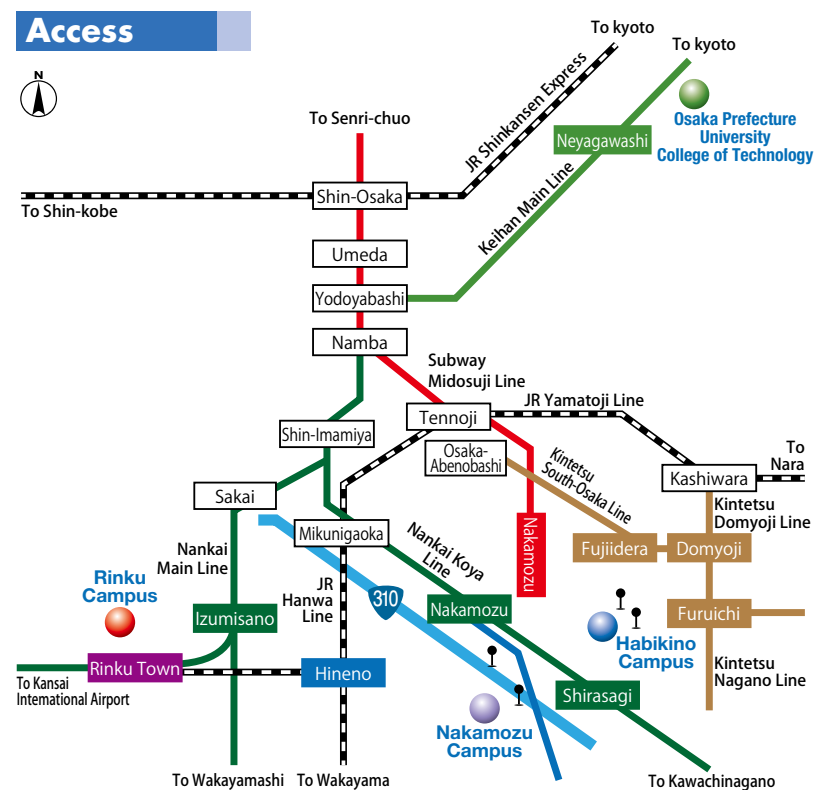 Access
N
To kyoto
To kyoto
JR Shinkansen Express
Osaka Prefecture
University
College of Technology
To Senri-chuo
Neyagawashi
Shin-Osaka
To Shin-kobe
Keihan Main Line
Umeda
Yodoyabashi
Namba
Subway
Midosuji Line
JR Yamatoji Line
Tennoji
Shin-Imamiya
Osaka-
Abenobashi
To
Nara
Kintetsu
South-Osaka Line
Kashiwara
Sakai
Kintetsu
Domyoji Line
Mikunigaoka
Nankai Koya
Line
Nakamozu
Fujiidera
Domyoji
Nankai
Main Line
Rinku
Campus
JR
Hanwa
Line
310
Nakamozu
Izumisano
Furuichi
Habikino
Campus
Rinku Town
Hineno
Kintetsu
Nagano Line
To Kansai
Intemational Airport
Shirasagi
Nakamozu
Campus
To Wakayamashi
To Wakayama
To Kawachinagano